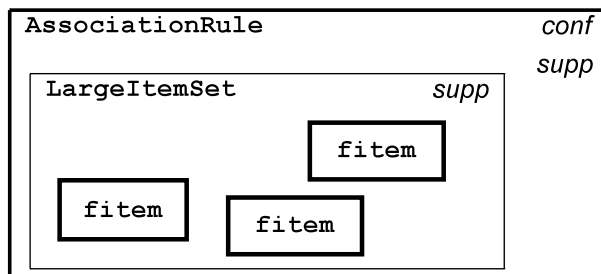 AssociationRule conf
supp
LargeItemSet supp
fitem
fitem
fitem